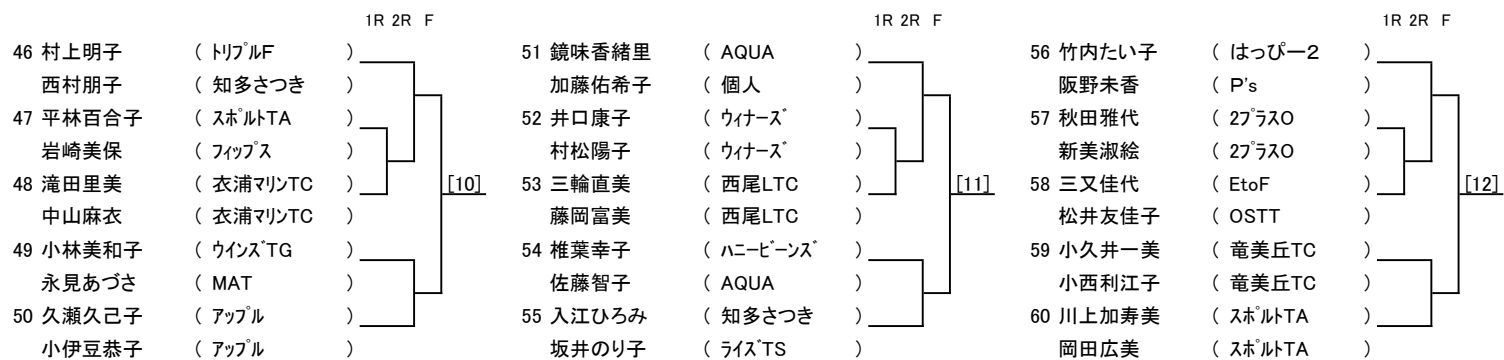 1R 2R F
46 村上明子 ( ﾄﾘﾌﾟﾙF )
西村朋子 ( 知多さつき )
47 平林百合子 ( ｽﾎﾟﾙﾄTA )
岩崎美保 ( ﾌｨｯﾌﾟｽ )
48 滝田里美 ( 衣浦ﾏﾘﾝTC )
[10]
中山麻衣 ( 衣浦ﾏﾘﾝTC )
49 小林美和子 ( ｳｲﾝｽﾞTG )
永見あづさ ( MAT )
50 久瀬久己子 ( ｱｯﾌﾟﾙ )
小伊豆恭子 ( ｱｯﾌﾟﾙ )
1R 2R F
51 鏡味香緒里 ( AQUA )
加藤佑希子 ( 個人 )
52 井口康子 ( ｳｨﾅｰｽﾞ )
村松陽子 ( ｳｨﾅｰｽﾞ )
53 三輪直美 ( 西尾LTC )
[11]
藤岡富美 ( 西尾LTC )
54 椎葉幸子 ( ﾊﾆｰﾋﾞｰﾝｽﾞ )
佐藤智子 ( AQUA )
55 入江ひろみ ( 知多さつき )
坂井のり子 ( ﾗｲｽﾞTS )
1R 2R F
56 竹内たい子 ( はっぴー2 )
阪野未香 ( P's )
57 秋田雅代 ( 2ﾌﾟﾗｽO )
新美淑絵 ( 2ﾌﾟﾗｽO )
58 三又佳代 ( EtoF )
[12]
松井友佳子 ( OSTT )
59 小久井一美 ( 竜美丘TC )
小西利江子 ( 竜美丘TC )
60 川上加寿美 ( ｽﾎﾟﾙﾄTA )
岡田広美 ( ｽﾎﾟﾙﾄTA )